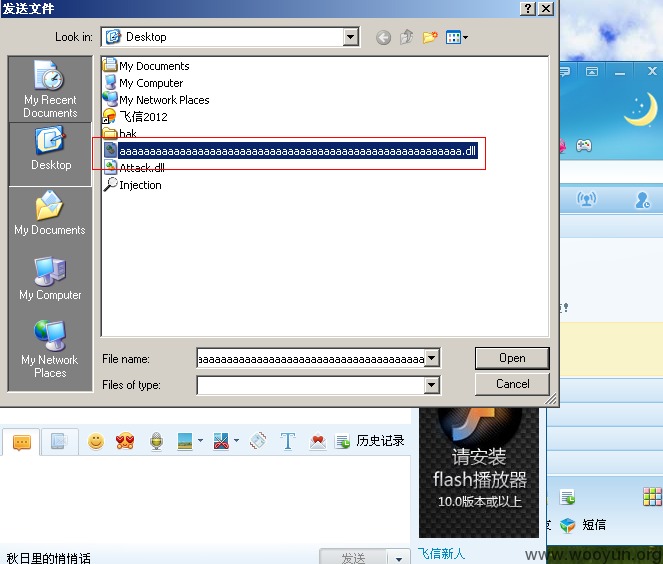 发送文件
Look in:
Desktop
My Recent
Documents
Desktop
My Documents
My Computer
My Network
Places
My Documents
My Computer
My Network Places
飞信2012
bak
Attack.dll
Injection
File name:
Files of type:
Open
Cancel
历史记录
请安装
flash播放器
10.0版本或以上
短信
秋日里的悄悄话
发送
飞信新人
www.wooyun.org